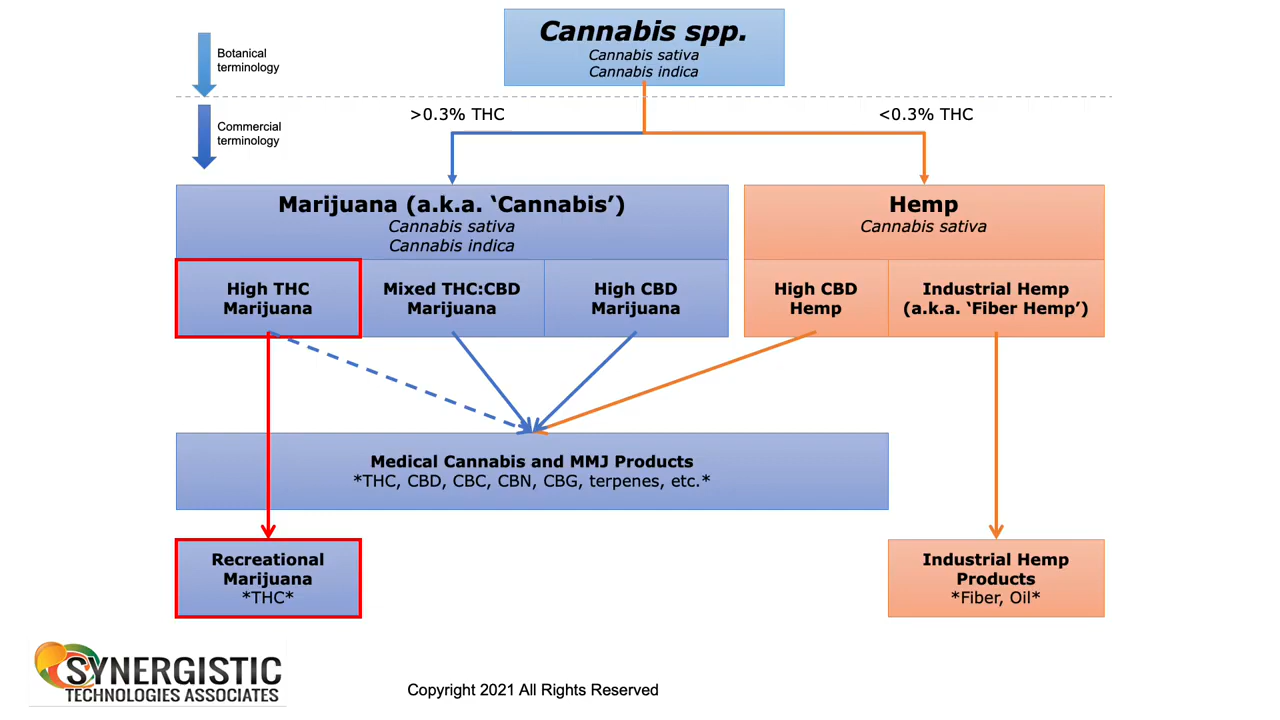 Cannabis spp.
Cannabis sativa
Cannabis indica
Botanical
terminology
>0.3% THC
<0.3% THC
Commercial
terminology
Marijuana (a.k.a. ‘Cannabis’)
Cannabis sativa
Cannabis indica
Hemp
Cannabis sativa
High THC
Marijuana
Mixed THC:CBD
Marijuana
High CBD
Marijuana
High CBD
Hemp
Industrial Hemp
(a.k.a. ‘Fiber Hemp’)
Medical Cannabis and MMJ Products
*THC, CBD, CBC, CBN, CBG, terpenes, etc.*
Recreational
Marijuana
*THC*
Industrial Hemp
Products
*Fiber, Oil*
SYNERGISTIC
TECHNOLOGIES ASSOCIATES
Copyright 2021 All Rights Reserved